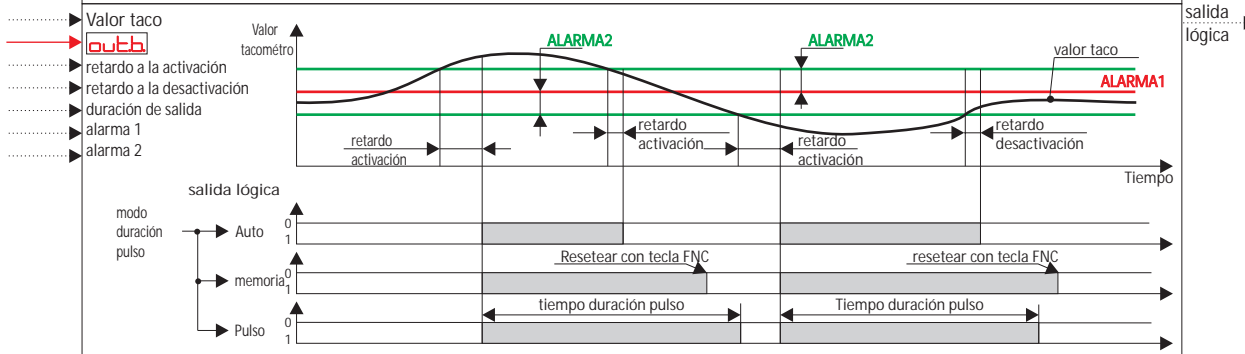 Valor taco
out.b.
retardo a la activación
retardo a la desactivación
duración de salida
alarma 1
alarma 2
salida
lógica
Valor
tacométro
ALARMA2
ALARMA2
valor taco
ALARMA1
retardo
activación
retardo
activación
retardo
activación
retardo
desactivación
Tiempo
salida lógica
modo
duración
pulso
Auto
0
1
memoria
0
1
Resetear con tecla FNC
resetear con tecla FNC
Pulso
0
1
tiempo duración pulso
Tiempo duración pulso